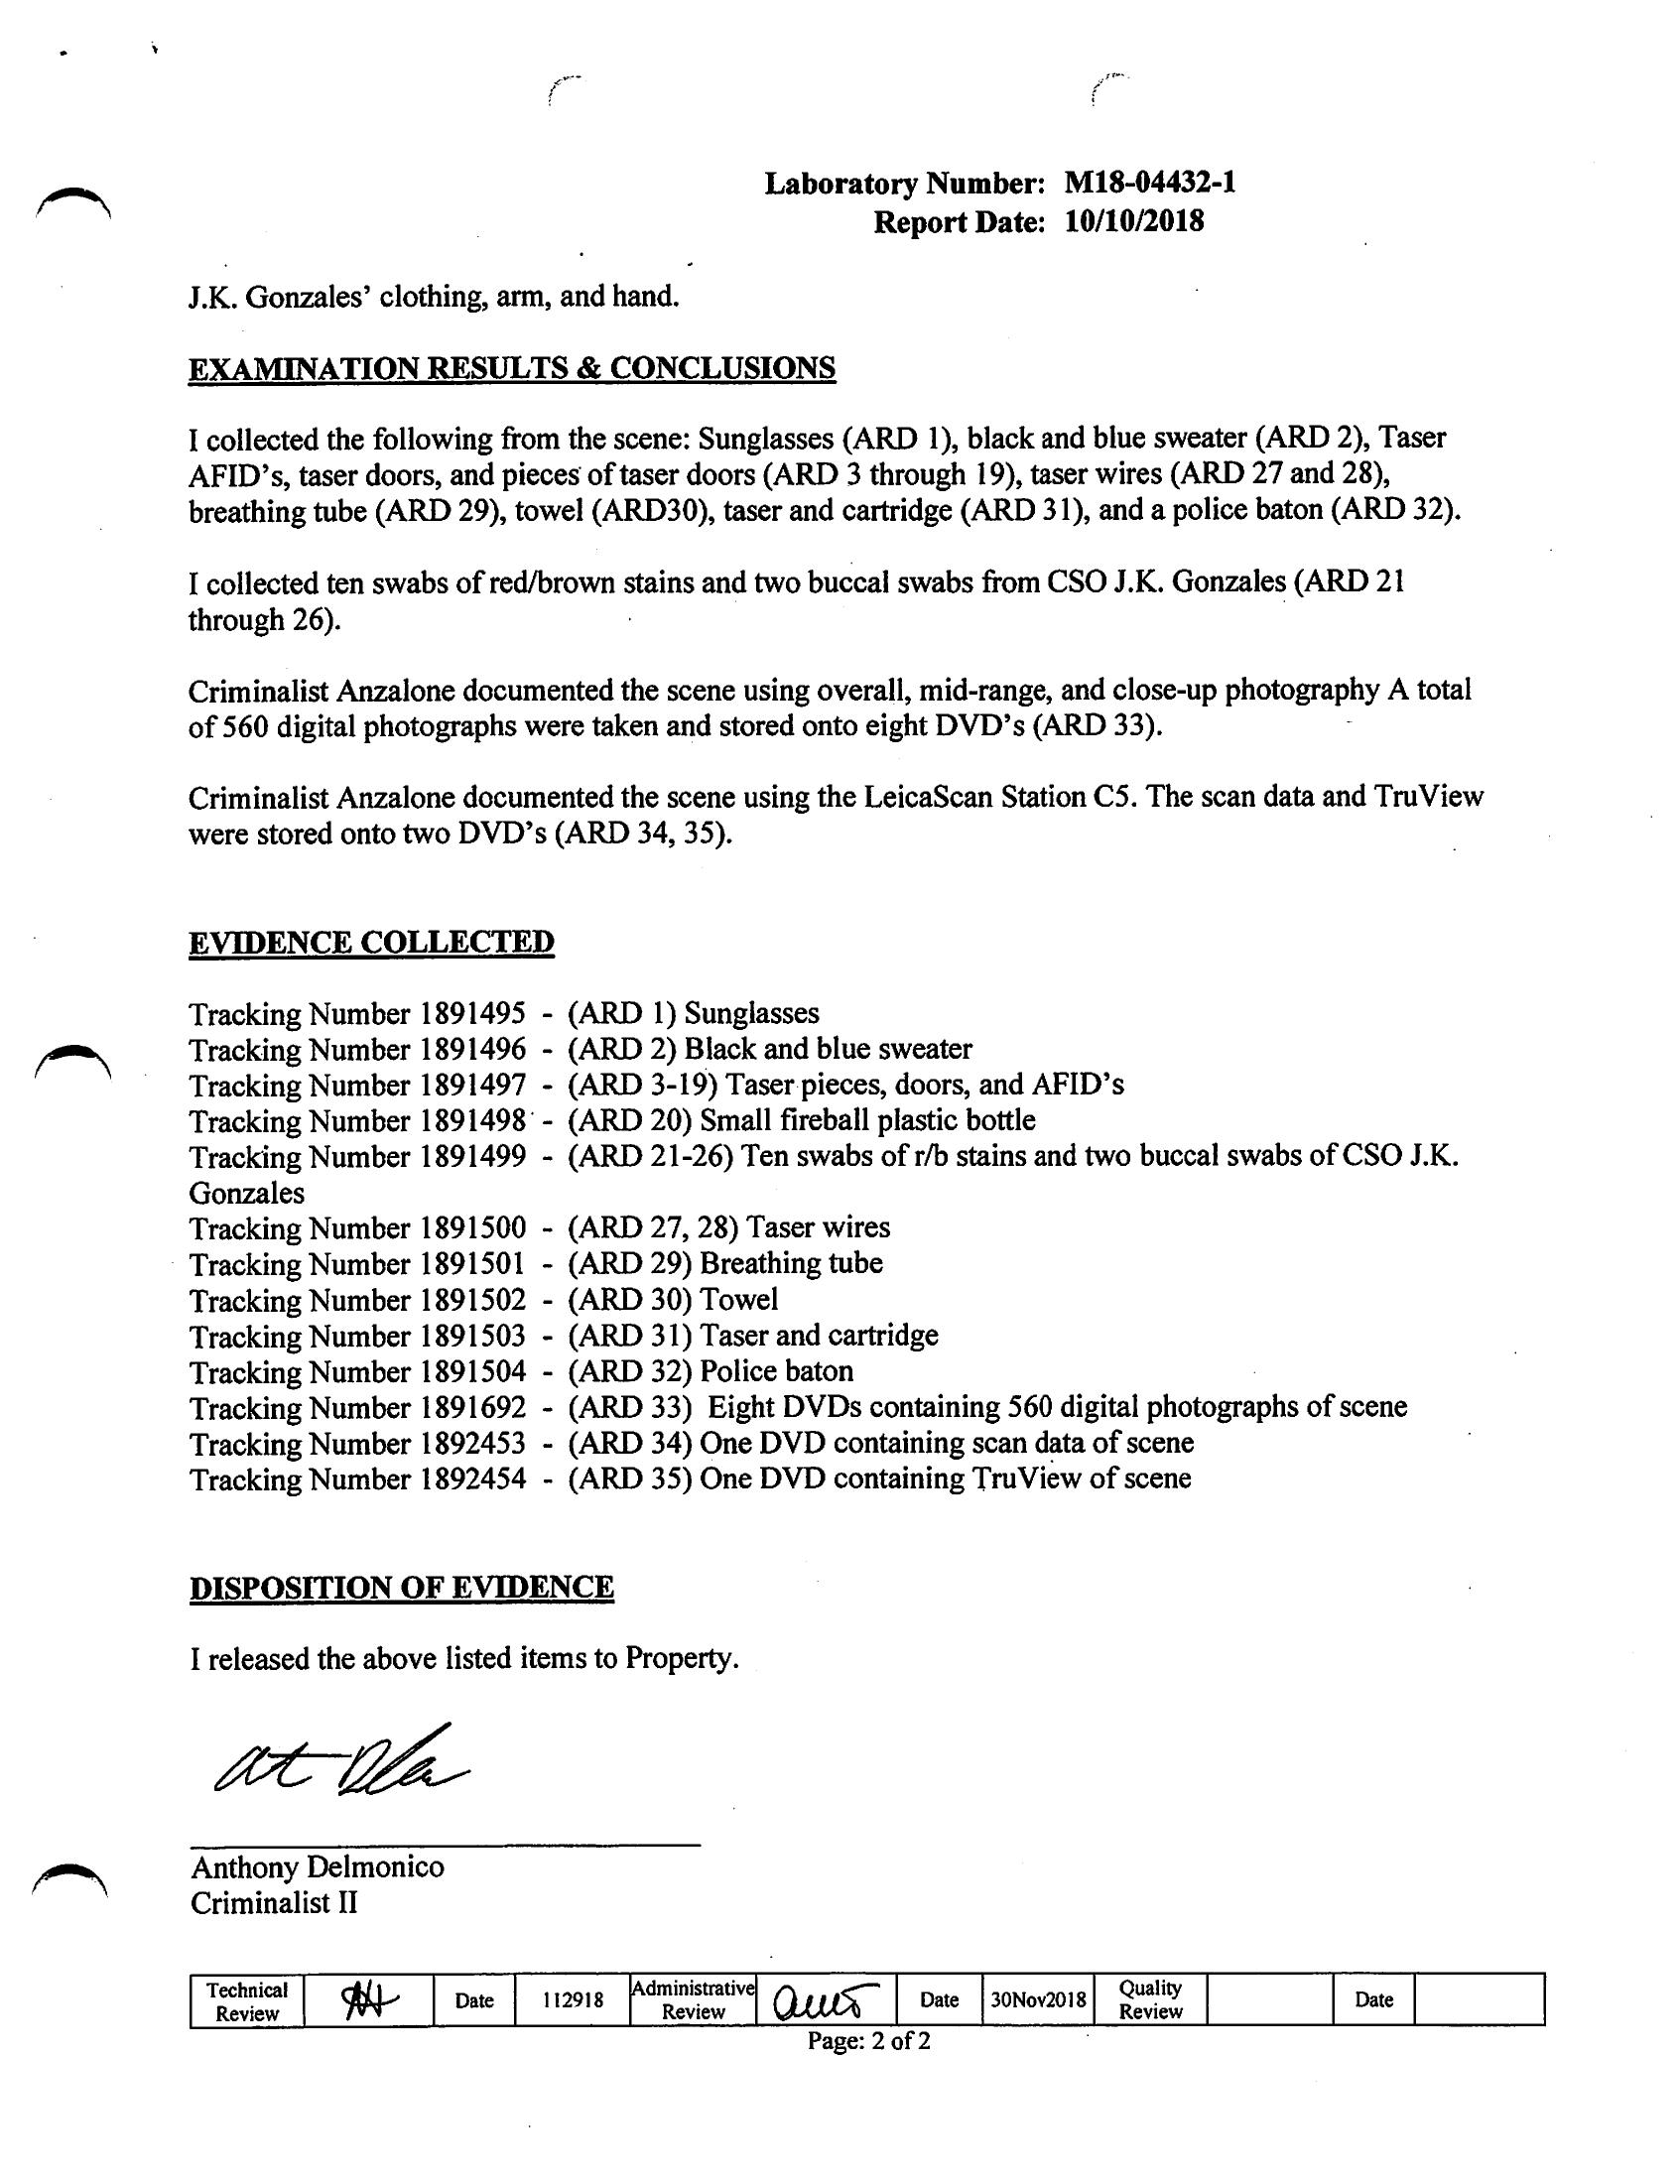 Laboratory Number: M18-04432-1
Report Date: 10/10/2018
J.K. Gonzales' clothing, arm, and hand.
EXAMINATION RESULTS & CONCLUSIONS
I collected the following from the scene: Sunglasses (ARD 1), black and blue sweater (ARD 2), Taser
AFID's, taser doors, and pieces of taser doors (ARD 3 through 19), taser wires (ARD 27 and 28),
breathing tube (ARD 29), towel (ARD30), taser and cartridge (ARD 31), and a police baton (ARD 32).
I collected ten swabs of red/brown stains and two buccal swabs from CSO J.K. Gonzales (ARD 21
through 26).
Criminalist Anzalone documented the scene using overall, mid-range, and close-up photography A total
of 560 digital photographs were taken and stored onto eight DVD's (ARD 33).
Criminalist Anzalone documented the scene using the LeicaScan Station C5. The scan data and TruView
were stored onto two DVD's (ARD 34, 35).
EVIDENCE COLLECTED
Tracking Number 1891495 - (ARD 1) Sunglasses
Tracking Number 1891496 - (ARD 2) Black and blue sweater
Tracking Number 1891497 - (ARD 3-19) Taser pieces, doors, and AFID's
Tracking Number 1891498 - (ARD 20) Small fireball plastic bottle
Tracking Number 1891499 - (ARD 21-26) Ten swabs of r/b stains and two buccal swabs of CSO J.K.
Gonzales
Tracking Number 1891500 - (ARD 27, 28) Taser wires
Tracking Number 1891501 - (ARD 29) Breathing tube
Tracking Number 1891502 - (ARD 30) Towel
Tracking Number 1891503 - (ARD 31) Taser and cartridge
Tracking Number 1891504 - (ARD 32) Police baton
Tracking Number 1891692 - (ARD 33) Eight DVDs containing 560 digital photographs of scene
Tracking Number 1892453 - (ARD 34) One DVD containing scan data of scene
Tracking Number 1892454 - (ARD 35) One DVD containing TruView of scene
DISPOSITION OF EVIDENCE
I released the above listed items to Property.
Anthony Delmonico
Criminalist II
Technical Review Date 112918 Administrative Review Date 30Nov2018 Quality Review Date
Page: 2 of 2